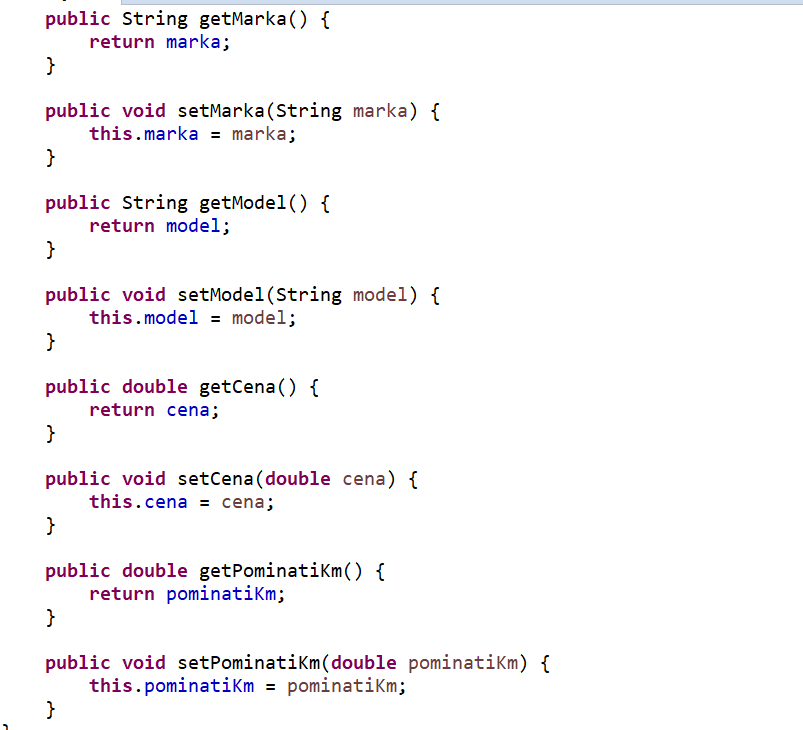 public String getMarka() {
return marka;
}
public void setMarka(String marka) {
this.marka = marka;
}
public String getModel() {
return model;
}
public void setModel(String model) {
this.model = model;
}
public double getCena() {
return cena;
}
public void setCena(double cena) {
this.cena = cena;
}
public double getPominatiKm() {
return pominatiKm;
}
public void setPominatiKm(double pominatiKm) {
this.pominatiKm = pominatiKm;
}